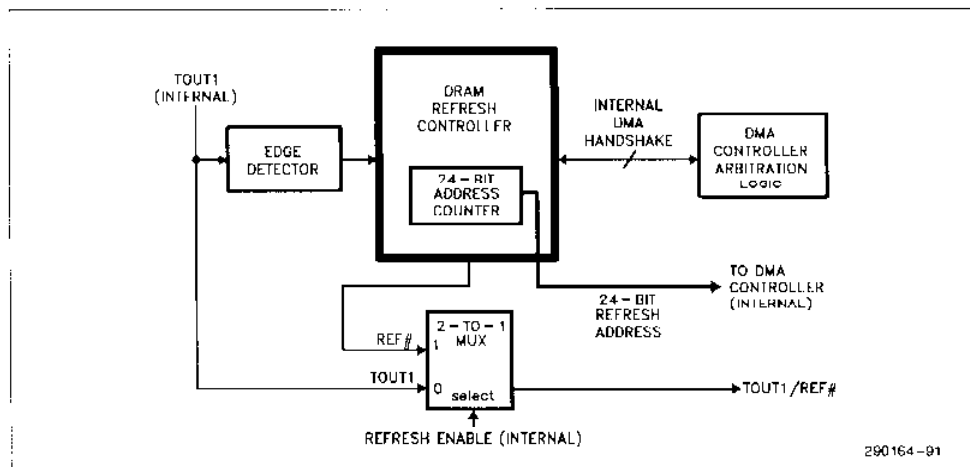 TOUT1
(INTERNAL)
EDGE
DETECTOR
DRAM
REFRESH
CONTROLLER
24-BIT
ADDRESS
COUNTER
INTERNAL
DMA
HANDSHAKE
DMA
CONTROLLER
ARBITRATION
LOGIC
TO DMA
CONTROLLER
(INTERNAL)
24-BIT
REFRESH
ADDRESS
2-TO-1
MUX
REF#
1
TOUT1
0
select
TOUT1/REF#
REFRESH ENABLE (INTERNAL)
290164-91